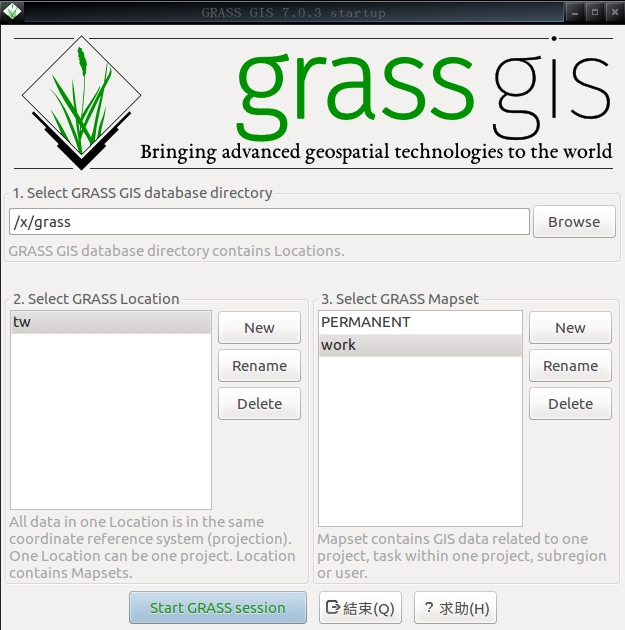 GRASS GIS 7.0.3 startup
grass gis
Bringing advanced geospatial technologies to the world
1. Select GRASS GIS database directory
/x/grass
Browse
GRASS GIS database directory contains Locations.
2. Select GRASS Location
tw
New
Rename
Delete
All data in one Location is in the same
coordinate reference system (projection).
One Location can be one project. Location
contains Mapsets.
3. Select GRASS Mapset
PERMANENT
work
New
Rename
Delete
Mapset contains GIS data related to one
project, task within one project, subregion
or user.
Start GRASS session
結束(Q)
? 求助(H)